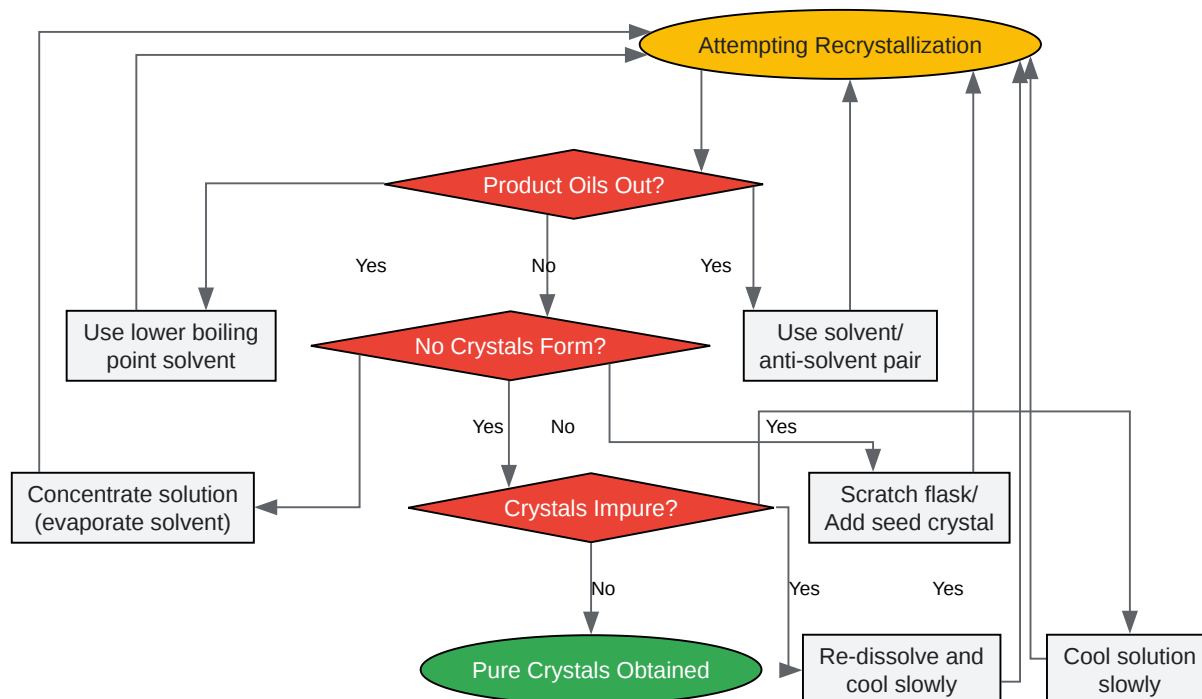 Attempting Recrystallization
Product Oils Out?
Yes
No
Yes
Use lower boiling
point solvent
No Crystals Form?
Use solvent/
anti-solvent pair
Yes
No
Yes
Concentrate solution
(evaporate solvent)
Crystals Impure?
Scratch flask/
Add seed crystal
No
Yes
Yes
Pure Crystals Obtained
Re-dissolve and
cool slowly
Cool solution
slowly